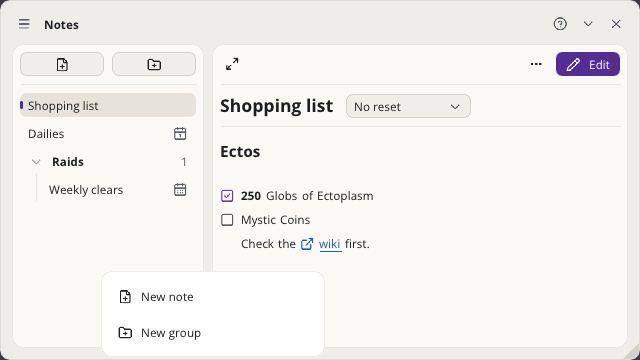 Notes
Edit
Shopping list
Dailies
Raids 1
Weekly clears
Shopping list No reset
Ectos
250 Globs of Ectoplasm
Mystic Coins
Check the wiki first.
New note
New group